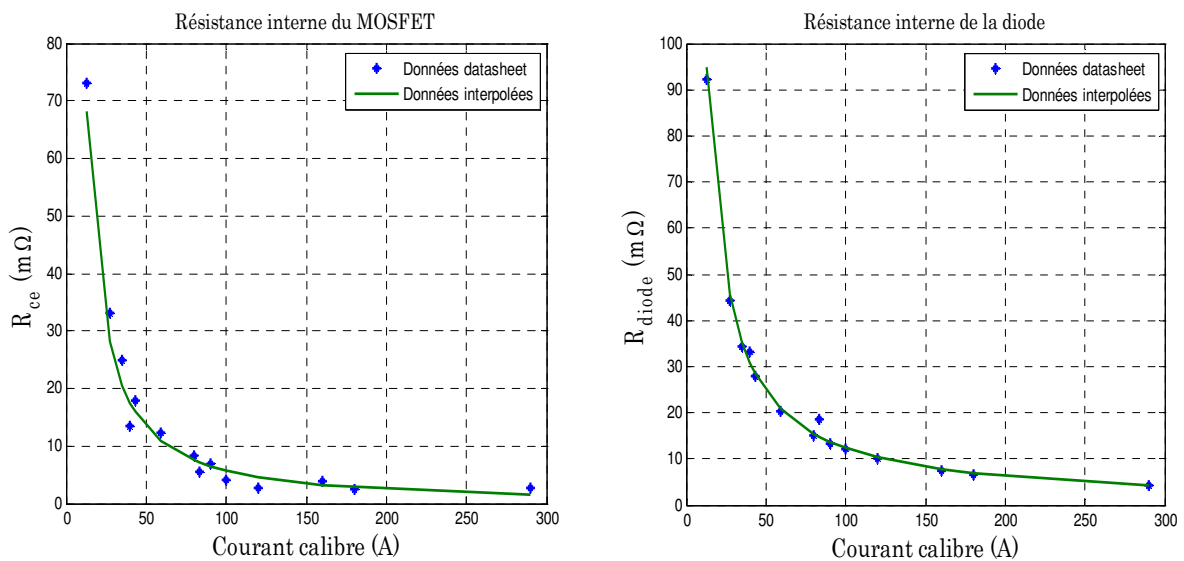 Résistance interne du MOSFET
80
70
60
50
40
30
20
10
0
0 50 100 150 200 250 300
R_ce (mΩ)
Courant calibre (A)
Données datasheet
Données interpolées
Résistance interne de la diode
100
90
80
70
60
50
40
30
20
10
0
0 50 100 150 200 250 300
R_diode (mΩ)
Courant calibre (A)
Données datasheet
Données interpolées